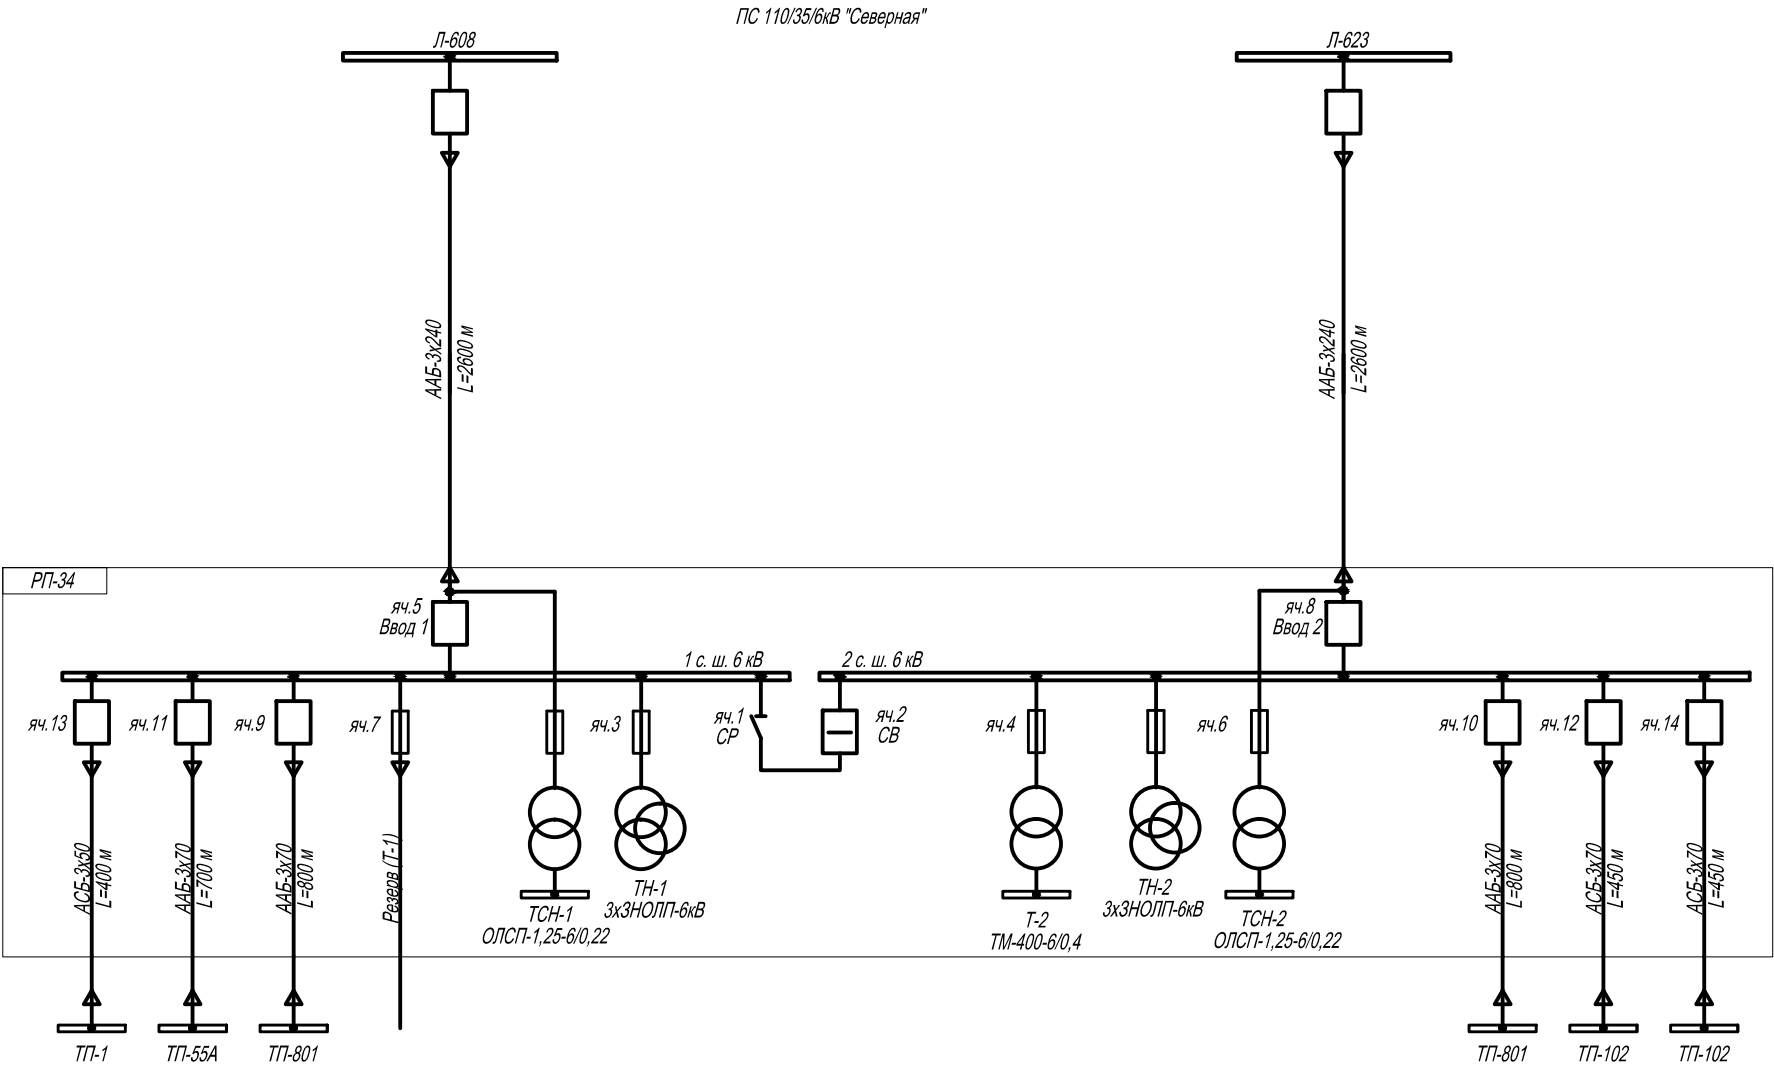 ПС 110/35/6кВ "Северная"
Л-608
Л-623
ААБ-3х240
L=2600 м
ААБ-3х240
L=2600 м
РП-34
яч.5
Ввод 1
яч.8
Ввод 2
1 с. ш. 6 кВ
2 с. ш. 6 кВ
яч.13
яч.11
яч.9
яч.7
яч.3
яч.1
СР
яч.2
СВ
яч.4
яч.6
яч.10
яч.12
яч.14
АСБ-3х50
L=400 м
ААБ-3х70
L=700 м
ААБ-3х70
L=800 м
Резерв (Т-1)
ТСН-1
ОЛСП-1,25-6/0,22
ТН-1
3хЗНОЛП-6кВ
Т-2
ТМ-400-6/0,4
ТН-2
3хЗНОЛП-6кВ
ТСН-2
ОЛСП-1,25-6/0,22
ААБ-3х70
L=800 м
АСБ-3х70
L=450 м
АСБ-3х70
L=450 м
ТП-1
ТП-55А
ТП-801
ТП-801
ТП-102
ТП-102